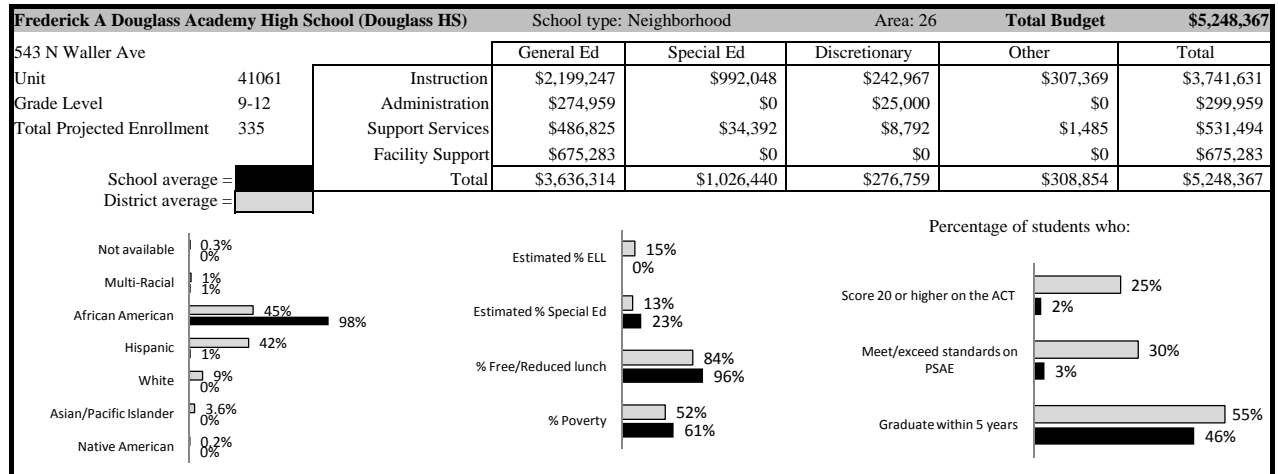 Frederick A Douglass Academy High School (Douglass HS) School type: Neighborhood Area: 26 Total Budget $5,248,367
543 N Waller Ave General Ed Special Ed Discretionary Other Total
Unit 41061 Instruction $2,199,247 $992,048 $242,967 $307,369 $3,741,631
Grade Level 9-12 Administration $274,959 $0 $25,000 $0 $299,959
Total Projected Enrollment 335 Support Services $486,825 $34,392 $8,792 $1,485 $531,494
Facility Support $675,283 $0 $0 $0 $675,283
School average = Total $3,636,314 $1,026,440 $276,759 $308,854 $5,248,367
District average =
Not available 0.3%
0%
Multi-Racial 1%
1%
African American 45%
98%
Hispanic 42%
1%
White 9%
0%
Asian/Pacific Islander 3.6%
0%
Native American 0.2%
0%
Estimated % ELL 15%
0%
Estimated % Special Ed 13%
23%
% Free/Reduced lunch 84%
96%
% Poverty 52%
61%
Percentage of students who:
Score 20 or higher on the ACT 25%
2%
Meet/exceed standards on
PSAE
30%
3%
Graduate within 5 years 55%
46%